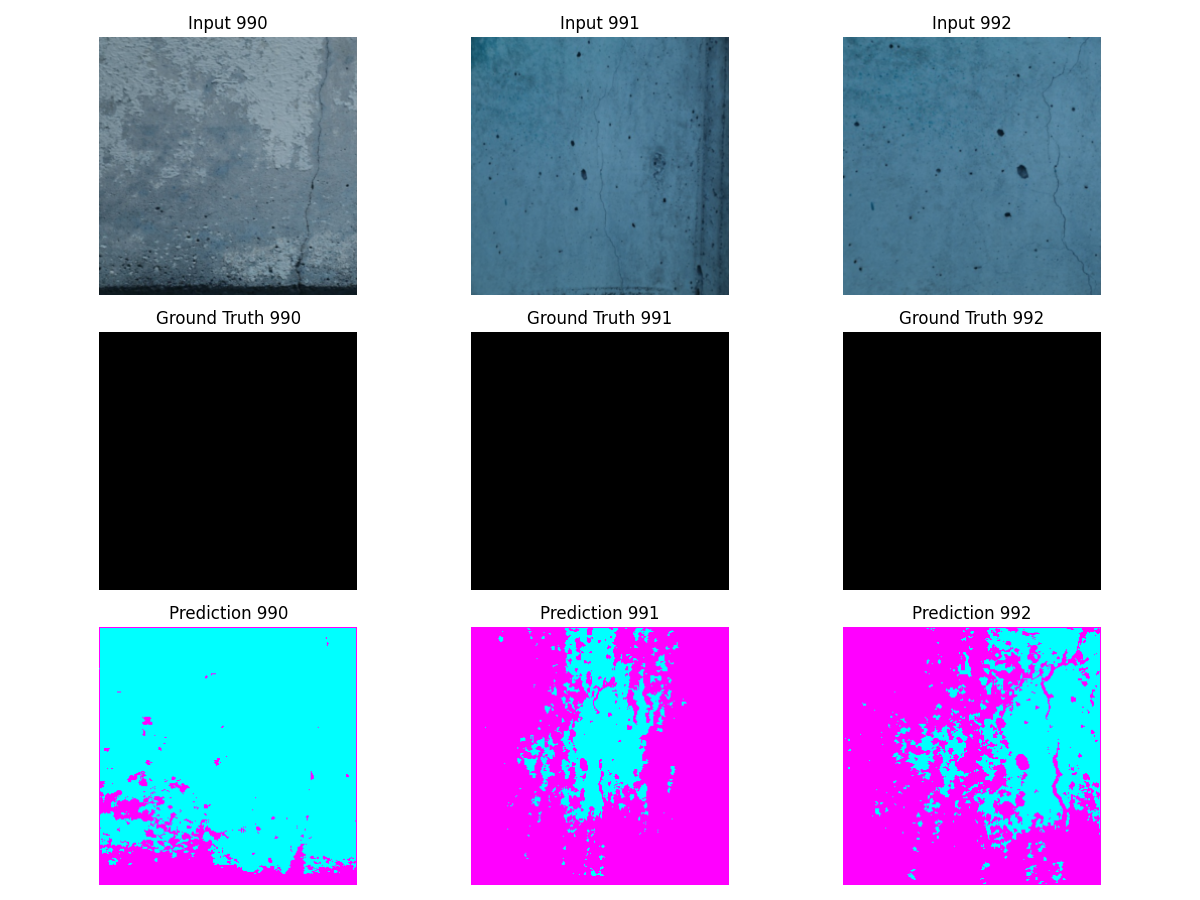 Input 990
Input 991
Input 992
Ground Truth 990
Ground Truth 991
Ground Truth 992
Prediction 990
Prediction 991
Prediction 992